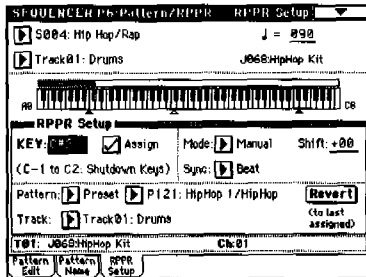 SEQUENCER P6:Pattern/RPPR RPPR Setup
S004: Hip Hop/Rap ♩ = 090
Track01: Drums J068:HipHop Kit
A0 C8
RPPR Setup
KEY: C#2 Assign Mode: Manual Shift: +00
(C-1 to C2: Shutdown Keys) Sync: Beat
Pattern: Preset P121: HipHop 1/HipHop Revert
Track: Track01: Drums (to last assigned)
T01: J068:HipHop Kit Ch:01
Pattern Edit Pattern Name RPPR Setup